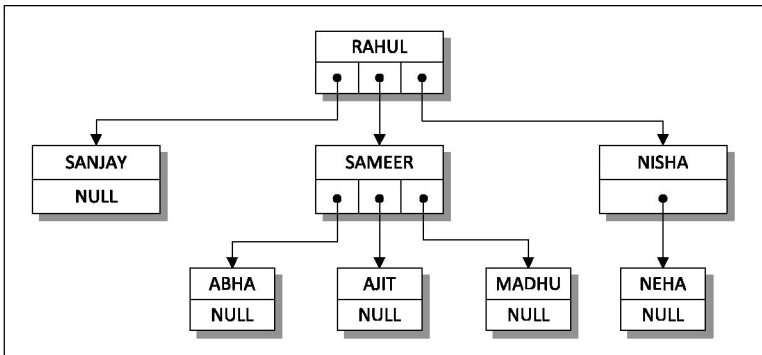 RAHUL
SANJAY
NULL
SAMEER
NISHA
ABHA
NULL
AJIT
NULL
MADHU
NULL
NEHA
NULL